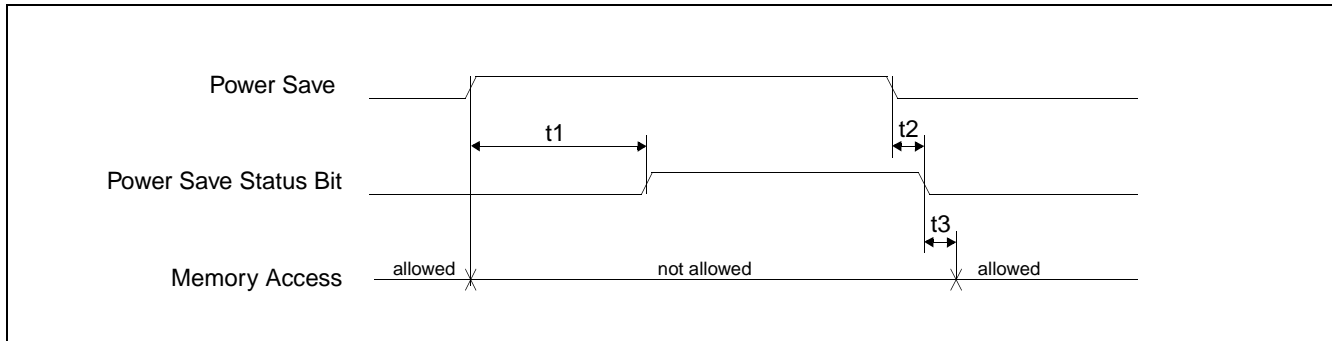 Power Save
t1
t2
Power Save Status Bit
t3
Memory Access
allowed
not allowed
allowed